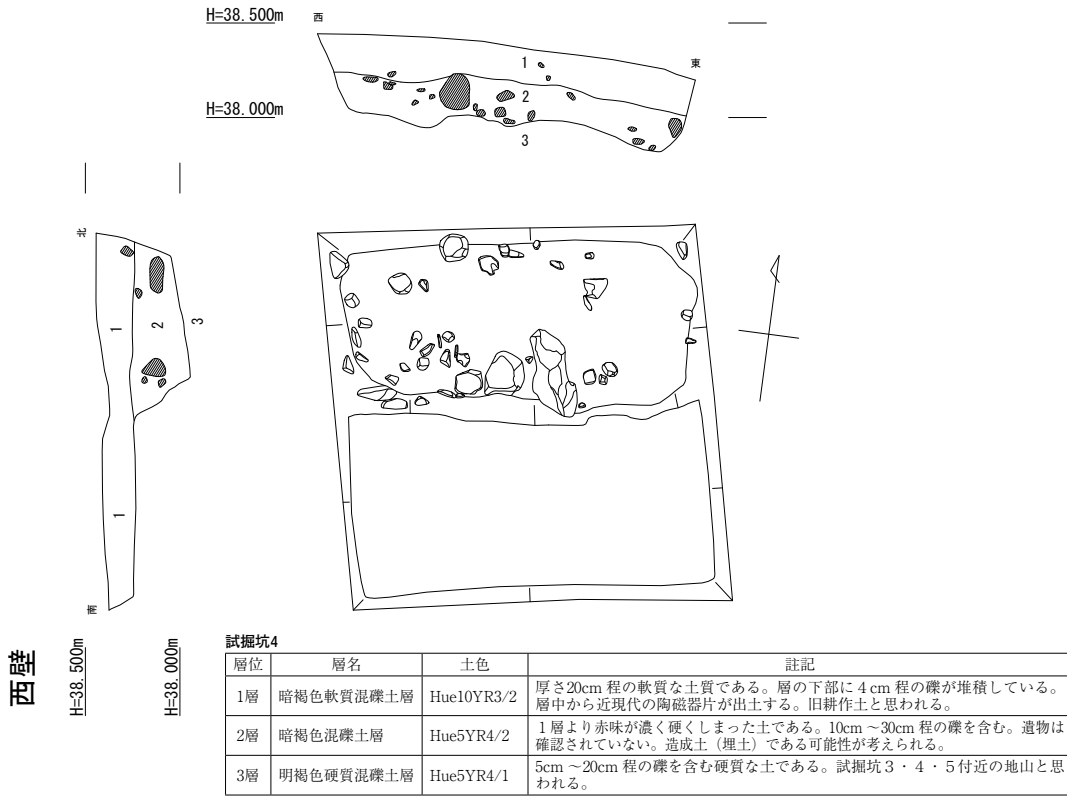 H=38.500m
西
東
1
2
H=38.000m
3
北
1
2
3
1
南
西壁
H=38.500m
H=38.000m
試掘坑4
層位 層名 土色 註記
1層 暗褐色軟質混礫土層 Hue10YR3/2 厚さ20cm 程の軟質な土質である。層の下部に４cm 程の礫が堆積している。
層中から近現代の陶磁器片が出土する。旧耕作土と思われる。
2層 暗褐色混礫土層 Hue5YR4/2 １層より赤味が濃く硬くしまった土である。10cm ～30cm 程の礫を含む。遺物は
確認されていない。造成土（埋土）である可能性が考えられる。
3層 明褐色硬質混礫土層 Hue5YR4/1 5cm ～20cm 程の礫を含む硬質な土である。試掘坑３・４・５付近の地山と思
われる。